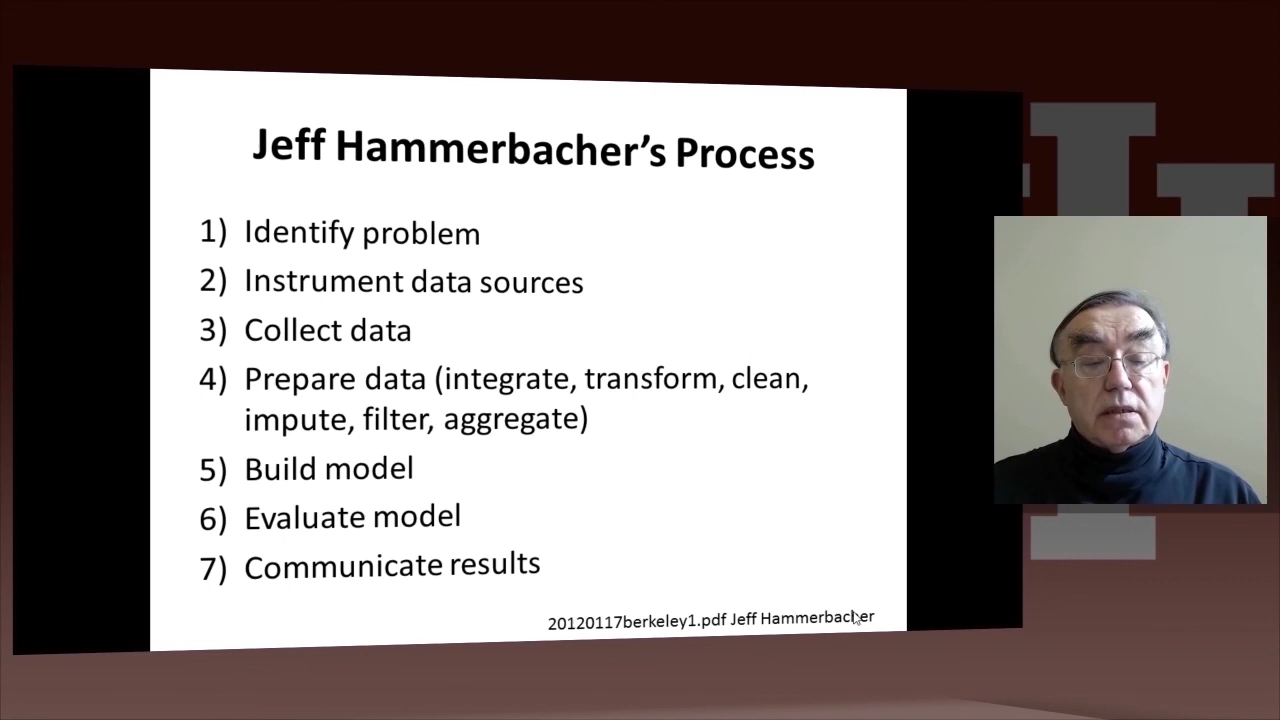 Jeff Hammerbacher’s Process
1) Identify problem
2) Instrument data sources
3) Collect data
4) Prepare data (integrate, transform, clean,
impute, filter, aggregate)
5) Build model
6) Evaluate model
7) Communicate results
20120117berkeley1.pdf Jeff Hammerbacher